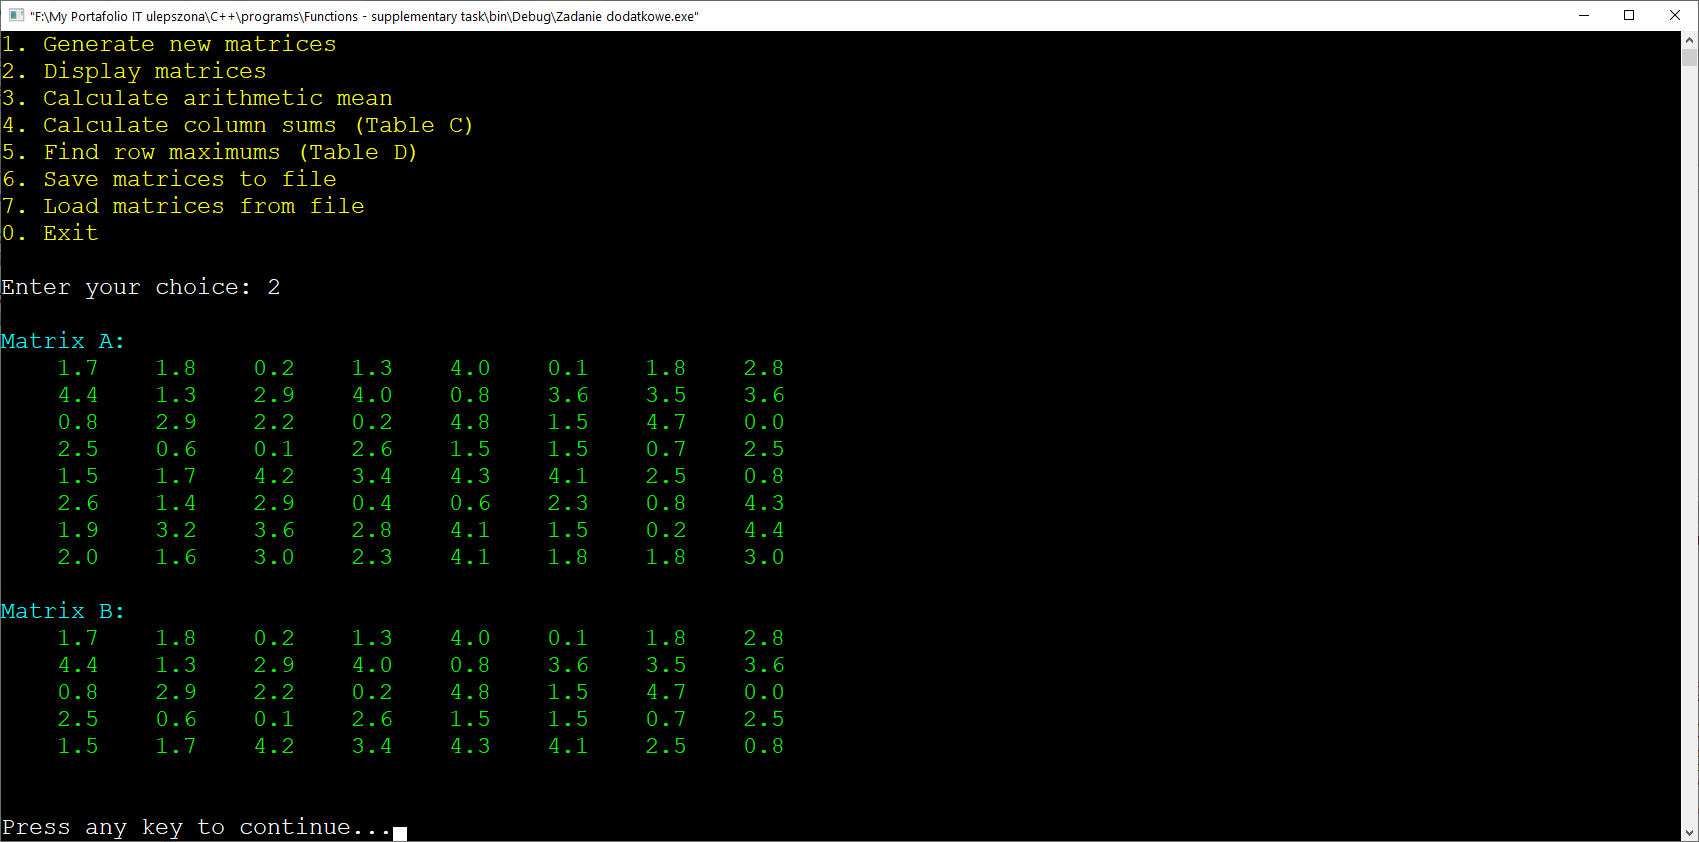 "F:\My Portafolio IT ulepszona\C++\programs\Functions - supplementary task\bin\Debug\Zadanie dodatkowe.exe"
1. Generate new matrices
2. Display matrices
3. Calculate arithmetic mean
4. Calculate column sums (Table C)
5. Find row maximums (Table D)
6. Save matrices to file
7. Load matrices from file
0. Exit
Enter your choice: 2
Matrix A:
1.7 1.8 0.2 1.3 4.0 0.1 1.8 2.8
4.4 1.3 2.9 4.0 0.8 3.6 3.5 3.6
0.8 2.9 2.2 0.2 4.8 1.5 4.7 0.0
2.5 0.6 0.1 2.6 1.5 1.5 0.7 2.5
1.5 1.7 4.2 3.4 4.3 4.1 2.5 0.8
2.6 1.4 2.9 0.4 0.6 2.3 0.8 4.3
1.9 3.2 3.6 2.8 4.1 1.5 0.2 4.4
2.0 1.6 3.0 2.3 4.1 1.8 1.8 3.0
Matrix B:
1.7 1.8 0.2 1.3 4.0 0.1 1.8 2.8
4.4 1.3 2.9 4.0 0.8 3.6 3.5 3.6
0.8 2.9 2.2 0.2 4.8 1.5 4.7 0.0
2.5 0.6 0.1 2.6 1.5 1.5 0.7 2.5
1.5 1.7 4.2 3.4 4.3 4.1 2.5 0.8
Press any key to continue...